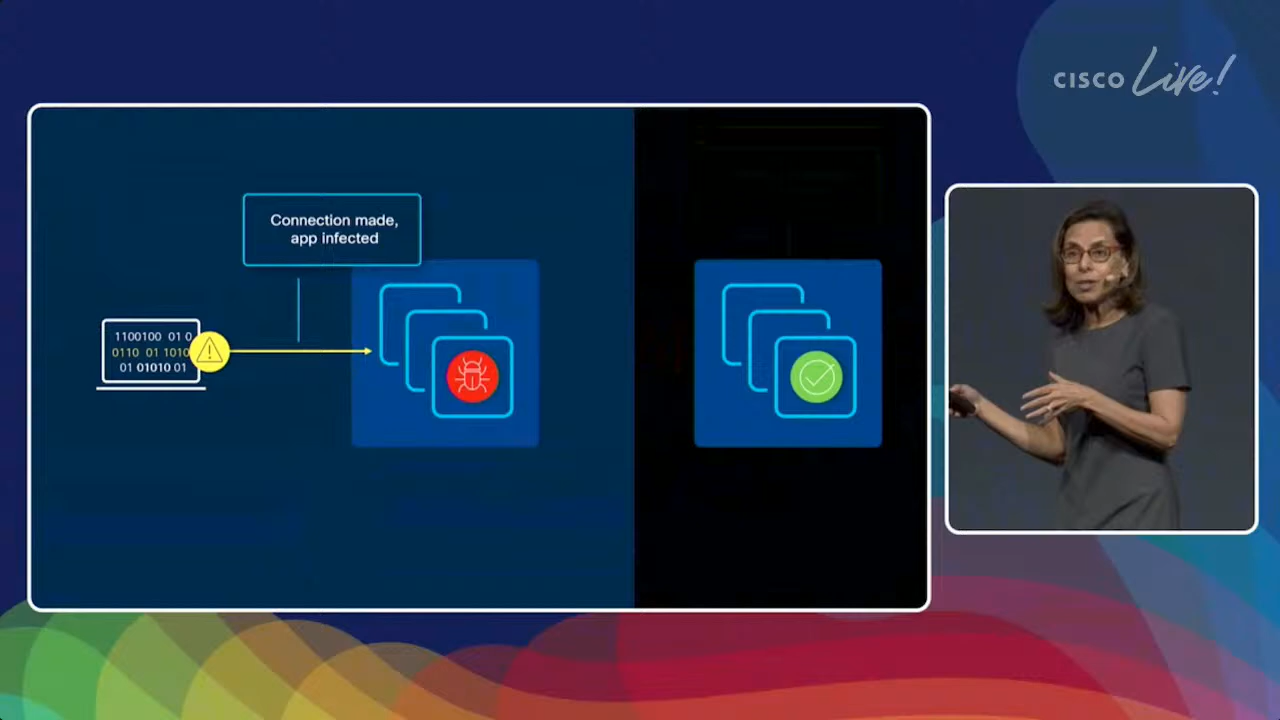 CISCO Live!
Connection made,
app infected
1100100 01 0
0110 01 1010
01 01010 01